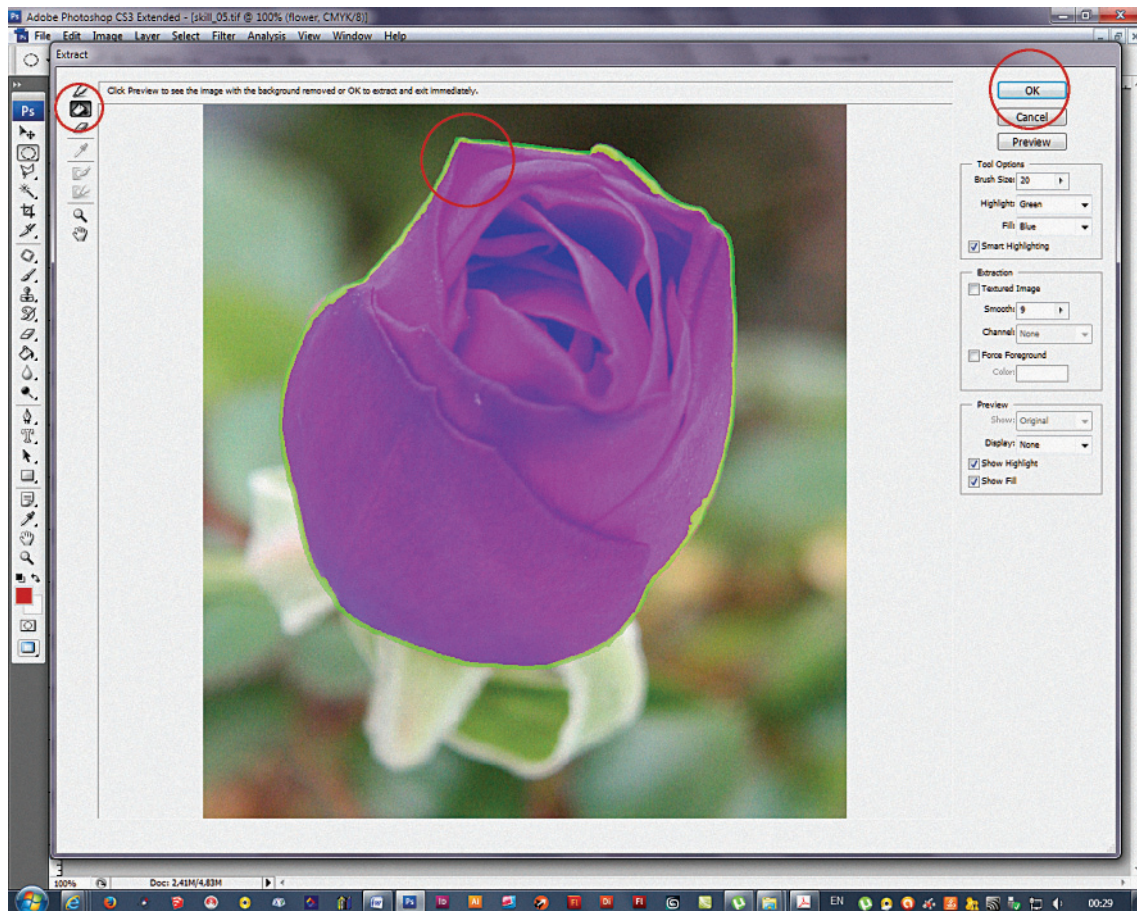 Adobe Photoshop CS3 Extended - [skill_05.tif @ 100% (flower, CMYK/8)]
File Edit Image Layer Select Filter Analysis View Window Help
Extract
Click Preview to see the image with the background removed or OK to extract and exit immediately.
OK
Cancel
Preview
Tool Options
Brush Size: 20
Highlight: Green
Fill: Blue
Smart Highlighting
Extraction
Textured Image
Smooth: 9
Channel: None
Force Foreground
Color:
Preview
Show: Original
Display: None
Show Highlight
Show Fill
Ps
100%
Doc: 2,41M/4,83M
EN
00:29